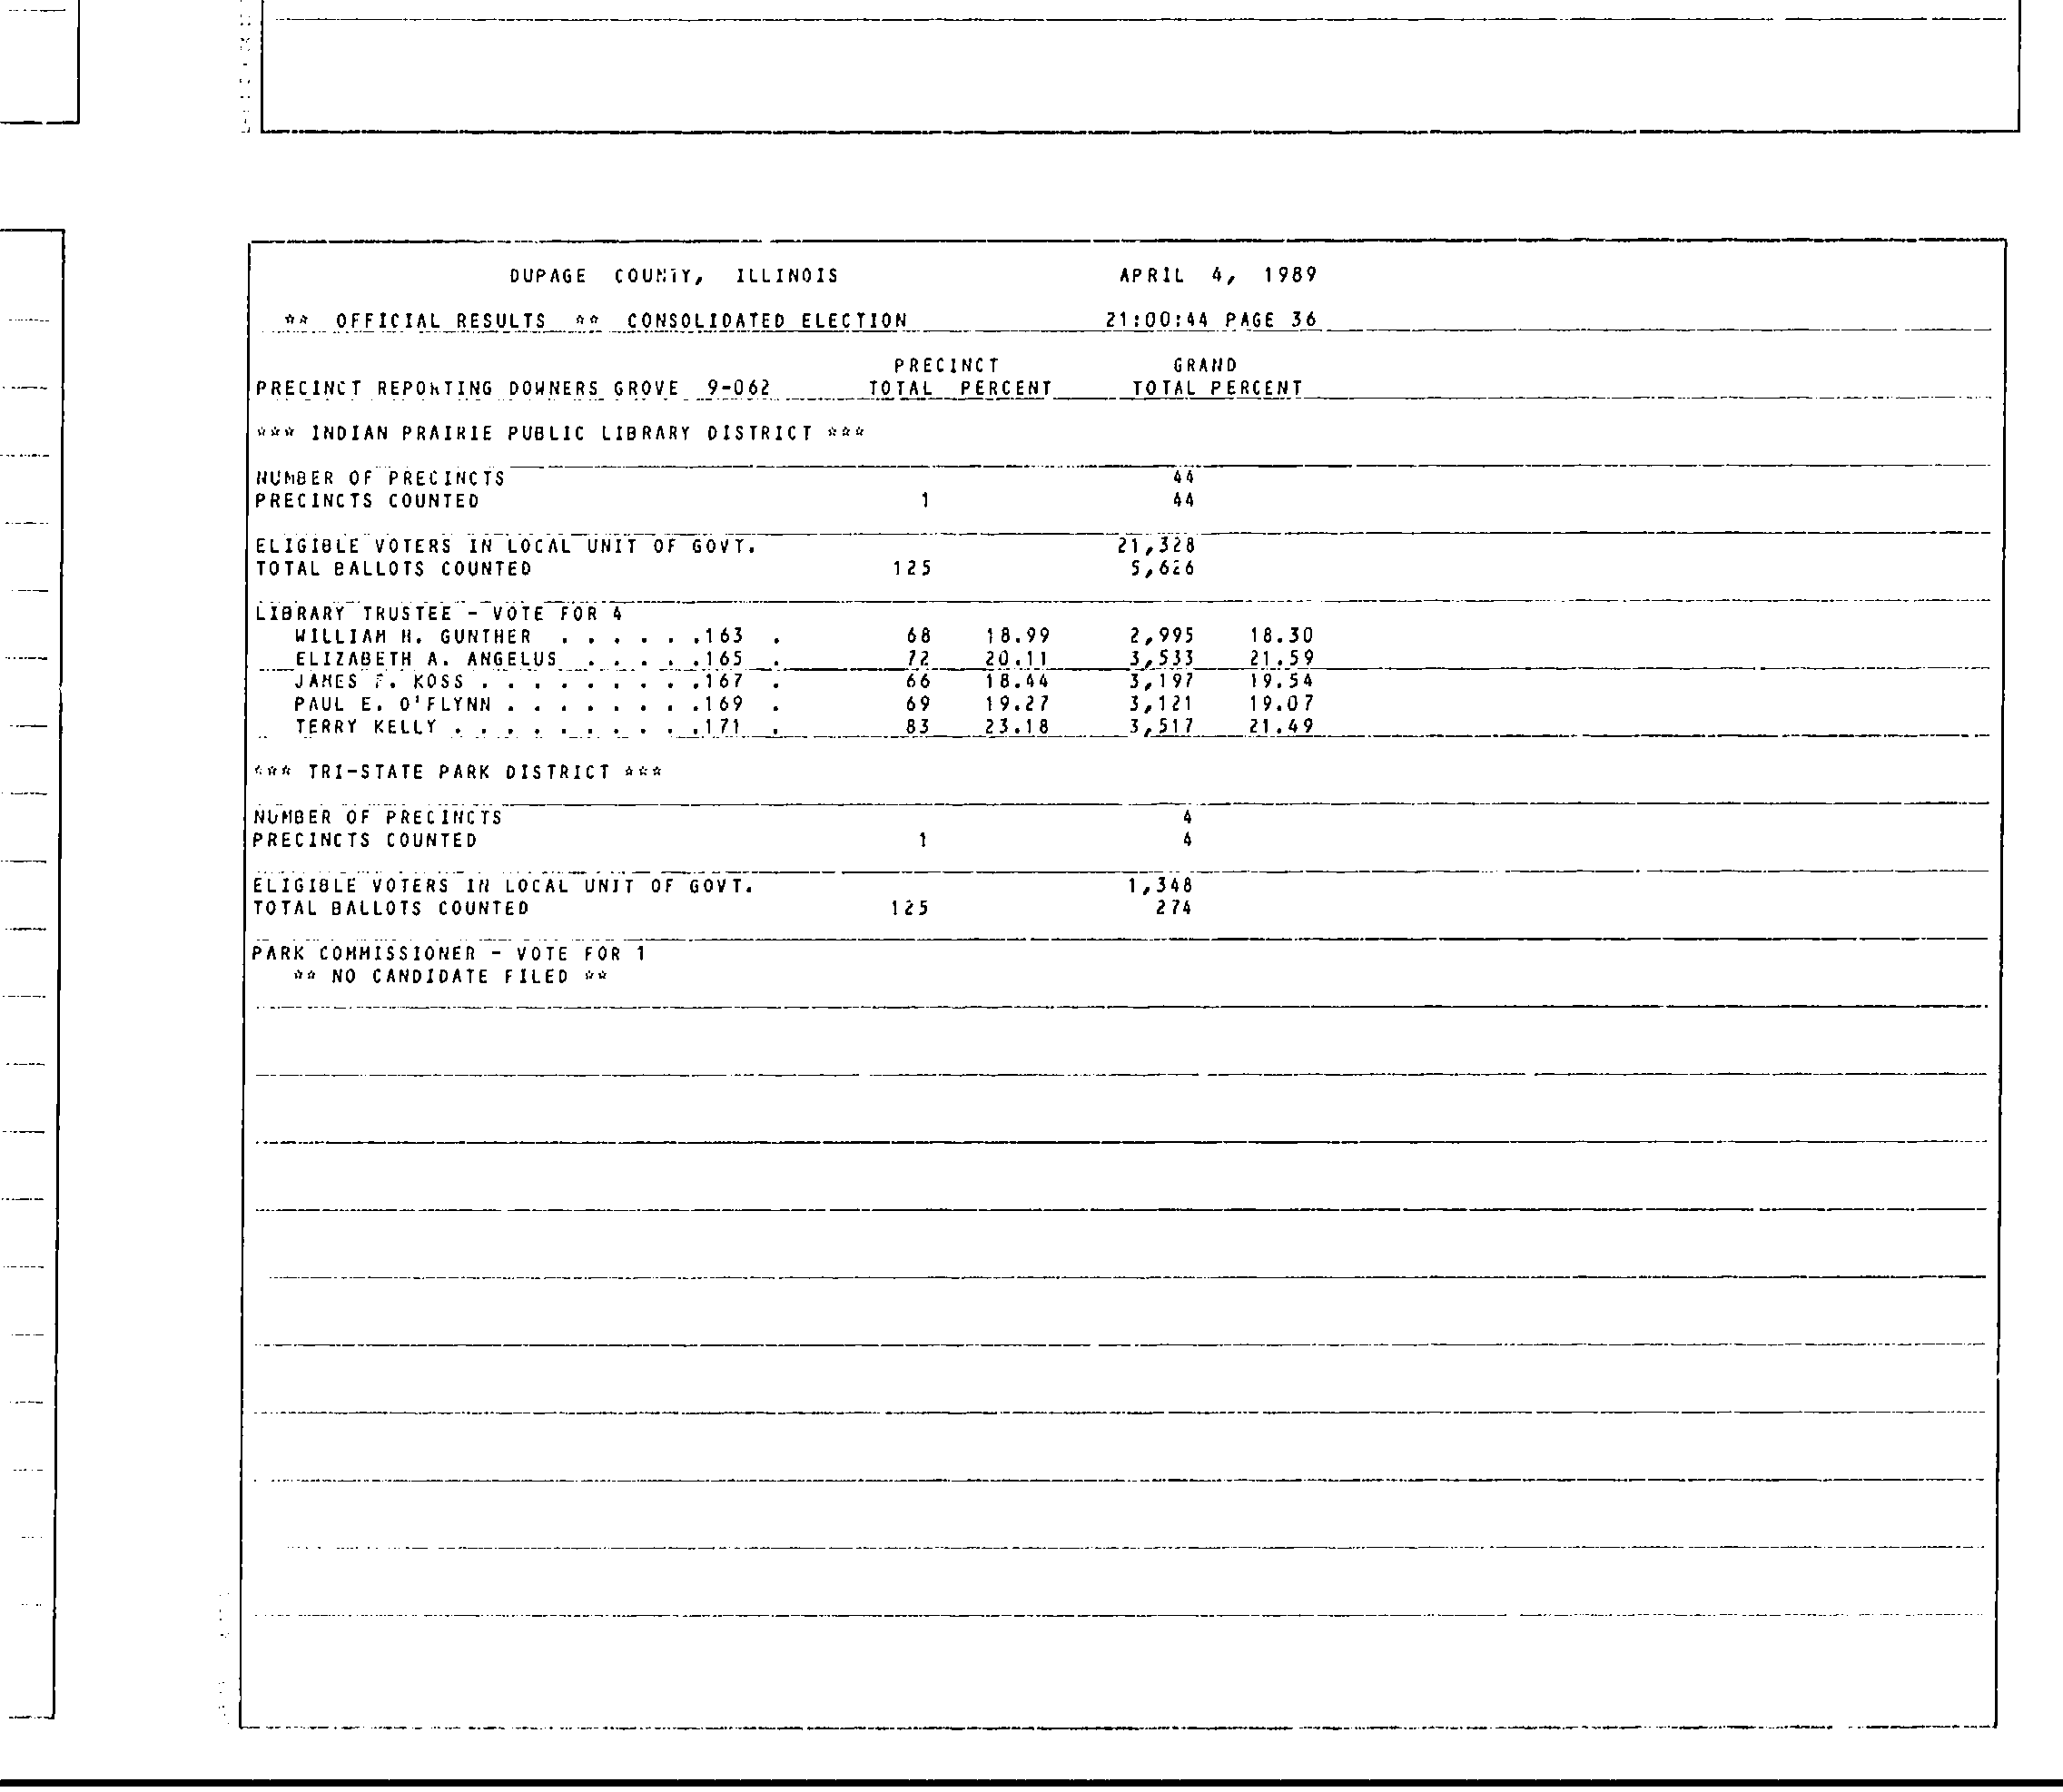 DUPAGE COUNTY, ILLINOIS APRIL 4, 1989
** OFFICIAL RESULTS ** CONSOLIDATED ELECTION 21:00:44 PAGE 36
PRECINCT GRAND
PRECINCT REPORTING DOWNERS GROVE 9-062 TOTAL PERCENT TOTAL PERCENT
*** INDIAN PRAIRIE PUBLIC LIBRARY DISTRICT ***
NUMBER OF PRECINCTS 44
PRECINCTS COUNTED 1 44
ELIGIBLE VOTERS IN LOCAL UNIT OF GOVT. 21,328
TOTAL BALLOTS COUNTED 125 5,626
LIBRARY TRUSTEE - VOTE FOR 4
WILLIAM H. GUNTHER . . . . . .163 . 68 18.99 2,995 18.30
ELIZABETH A. ANGELUS . . . . .165 . 72 20.11 3,533 21.59
JAMES F. KOSS . . . . . . . . .167 . 66 18.44 3,197 19.54
PAUL E. O'FLYNN . . . . . . . .169 . 69 19.27 3,121 19.07
TERRY KELLY . . . . . . . . . .171 . 83 23.18 3,517 21.49
*** TRI-STATE PARK DISTRICT ***
NUMBER OF PRECINCTS 4
PRECINCTS COUNTED 1 4
ELIGIBLE VOTERS IN LOCAL UNIT OF GOVT. 1,348
TOTAL BALLOTS COUNTED 125 274
PARK COMMISSIONER - VOTE FOR 1
** NO CANDIDATE FILED **